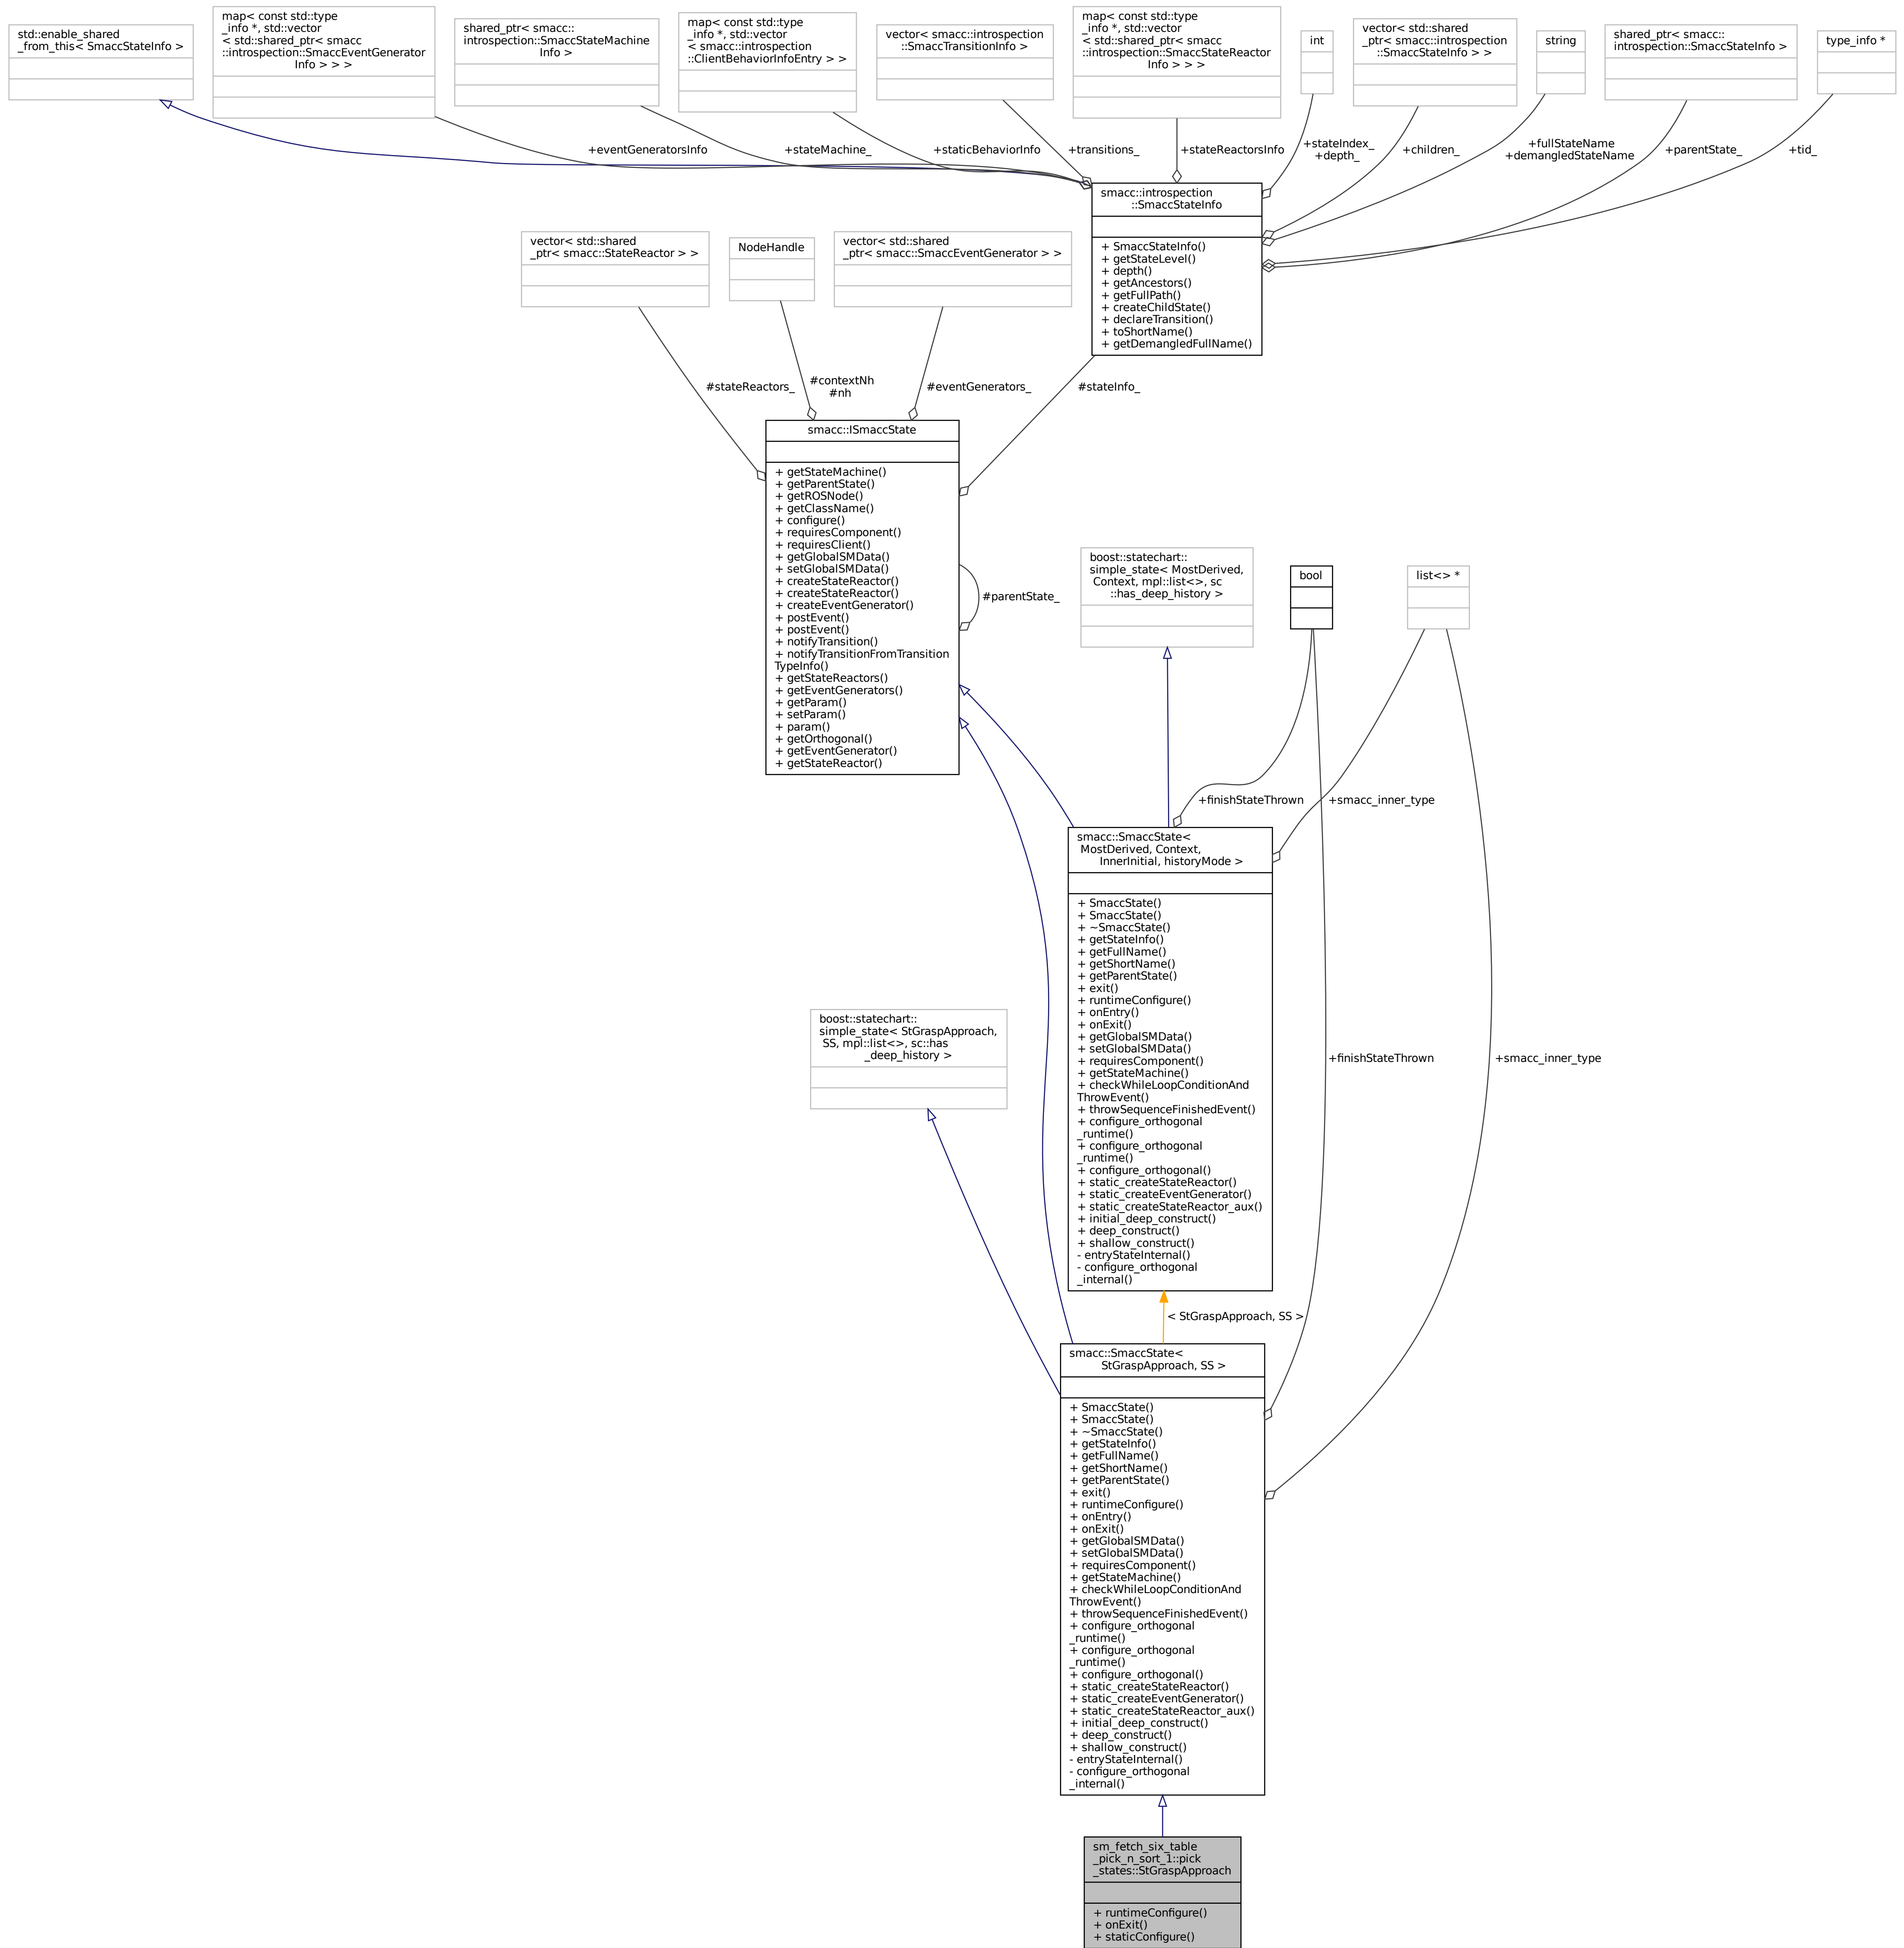 std::enable_shared
_from_this< SmaccStateInfo >
map< const std::type
_info *, std::vector
< std::shared_ptr< smacc
::introspection::SmaccEventGenerator
Info > > >
shared_ptr< smacc::
introspection::SmaccStateMachine
Info >
map< const std::type
_info *, std::vector
< smacc::introspection
::ClientBehaviorInfoEntry > >
vector< smacc::introspection
::SmaccTransitionInfo >
map< const std::type
_info *, std::vector
< std::shared_ptr< smacc
::introspection::SmaccStateReactor
Info > > >
int
vector< std::shared
_ptr< smacc::introspection
::SmaccStateInfo > >
string
shared_ptr< smacc::
introspection::SmaccStateInfo >
type_info *
+eventGeneratorsInfo
+stateMachine_
+staticBehaviorInfo
+transitions_
+stateReactorsInfo
+stateIndex_
+depth_
+children_
+fullStateName
+demangledStateName
+parentState_
+tid_
smacc::introspection
::SmaccStateInfo
+ SmaccStateInfo()
+ getStateLevel()
+ depth()
+ getAncestors()
+ getFullPath()
+ createChildState()
+ declareTransition()
+ toShortName()
+ getDemangledFullName()
vector< std::shared
_ptr< smacc::StateReactor > >
NodeHandle
vector< std::shared
_ptr< smacc::SmaccEventGenerator > >
#stateReactors_
#contextNh
#nh
#eventGenerators_
#stateInfo_
smacc::ISmaccState
+ getStateMachine()
+ getParentState()
+ getROSNode()
+ getClassName()
+ configure()
+ requiresComponent()
+ requiresClient()
+ getGlobalSMData()
+ setGlobalSMData()
+ createStateReactor()
+ createStateReactor()
+ createEventGenerator()
+ postEvent()
+ postEvent()
+ notifyTransition()
+ notifyTransitionFromTransition
TypeInfo()
+ getStateReactors()
+ getEventGenerators()
+ getParam()
+ setParam()
+ param()
+ getOrthogonal()
+ getEventGenerator()
+ getStateReactor()
#parentState_
boost::statechart::
simple_state< MostDerived,
Context, mpl::list<>, sc
::has_deep_history >
bool
list<> *
+finishStateThrown
+smacc_inner_type
smacc::SmaccState<
MostDerived, Context,
InnerInitial, historyMode >
+ SmaccState()
+ SmaccState()
+ ~SmaccState()
+ getStateInfo()
+ getFullName()
+ getShortName()
+ getParentState()
+ exit()
+ runtimeConfigure()
+ onEntry()
+ onExit()
+ getGlobalSMData()
+ setGlobalSMData()
+ requiresComponent()
+ getStateMachine()
+ checkWhileLoopConditionAnd
ThrowEvent()
+ throwSequenceFinishedEvent()
+ configure_orthogonal
_runtime()
+ configure_orthogonal
_runtime()
+ configure_orthogonal()
+ static_createStateReactor()
+ static_createEventGenerator()
+ static_createStateReactor_aux()
+ initial_deep_construct()
+ deep_construct()
+ shallow_construct()
- entryStateInternal()
- configure_orthogonal
_internal()
boost::statechart::
simple_state< StGraspApproach,
SS, mpl::list<>, sc::has
_deep_history >
+finishStateThrown
+smacc_inner_type
< StGraspApproach, SS >
smacc::SmaccState<
StGraspApproach, SS >
+ SmaccState()
+ SmaccState()
+ ~SmaccState()
+ getStateInfo()
+ getFullName()
+ getShortName()
+ getParentState()
+ exit()
+ runtimeConfigure()
+ onEntry()
+ onExit()
+ getGlobalSMData()
+ setGlobalSMData()
+ requiresComponent()
+ getStateMachine()
+ checkWhileLoopConditionAnd
ThrowEvent()
+ throwSequenceFinishedEvent()
+ configure_orthogonal
_runtime()
+ configure_orthogonal
_runtime()
+ configure_orthogonal()
+ static_createStateReactor()
+ static_createEventGenerator()
+ static_createStateReactor_aux()
+ initial_deep_construct()
+ deep_construct()
+ shallow_construct()
- entryStateInternal()
- configure_orthogonal
_internal()
sm_fetch_six_table
_pick_n_sort_1::pick
_states::StGraspApproach
+ runtimeConfigure()
+ onExit()
+ staticConfigure()